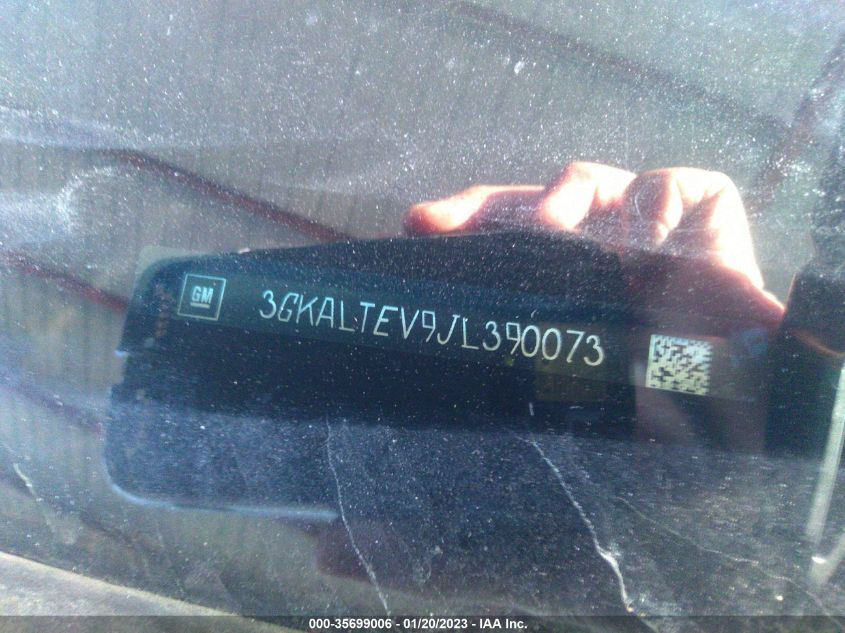 GM
3GKALTEV9JL390073
000-35699006 - 01/20/2023 - IAA Inc.